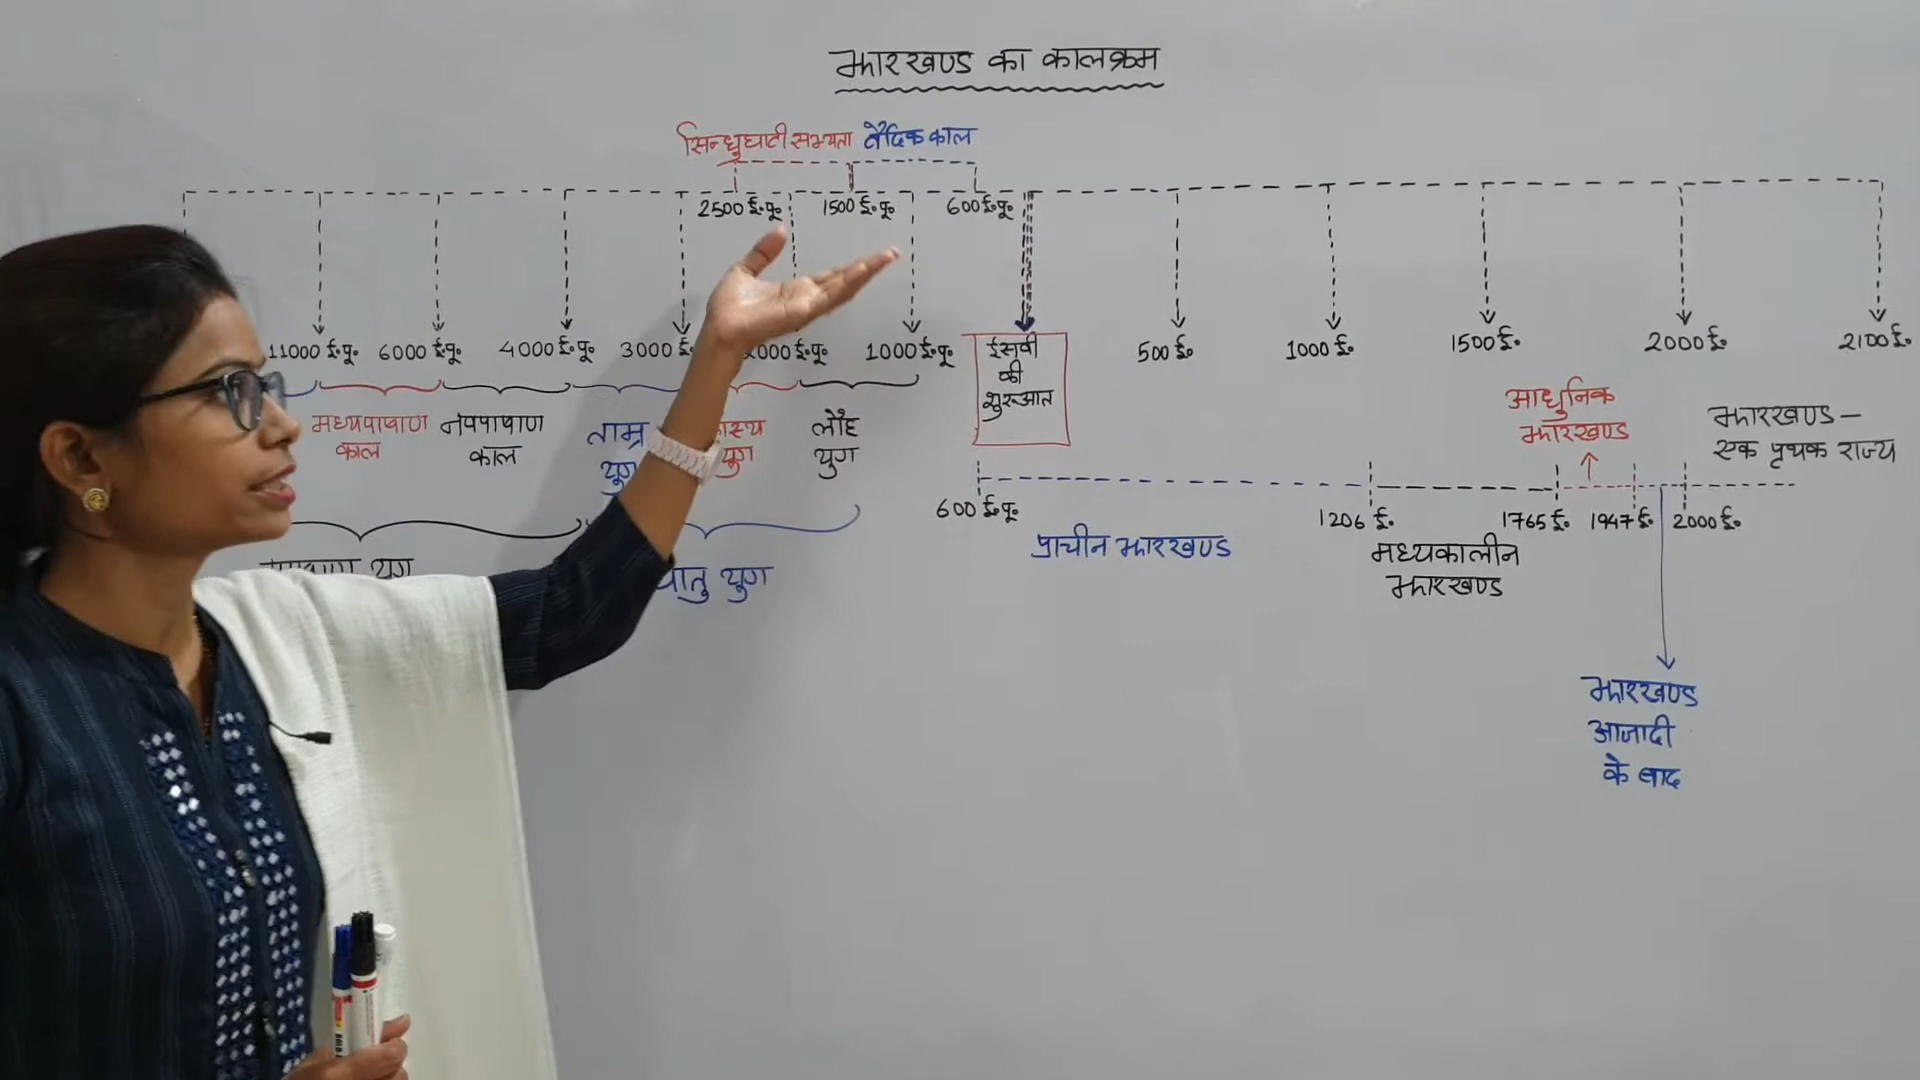 झारखण्ड का कालक्रम
सिन्धुघाटी सभ्यता वैदिक काल
2500 ई.पू. 1500 ई.पू. 600 ई.पू.
11000 ई.पू. 6000 ई.पू. 4000 ई.पू. 3000 ई. 1000 ई.पू. 500 ई. 1000 ई. 1500 ई. 2000 ई. 2100 ई.
ईसवी
की
शुरूआत
मध्यपाषाण
काल
नवपाषाण
काल
ताम्र
युग
युग
लौह
युग
आधुनिक
झारखण्ड
झारखण्ड –
एक पृथक राज्य
600 ई.पू. 1206 ई. 1765 ई. 1947 ई. 2000 ई.
प्राचीन झारखण्ड
मध्यकालीन
झारखण्ड
युग
धातु युग
झारखण्ड
आजादी
के बाद